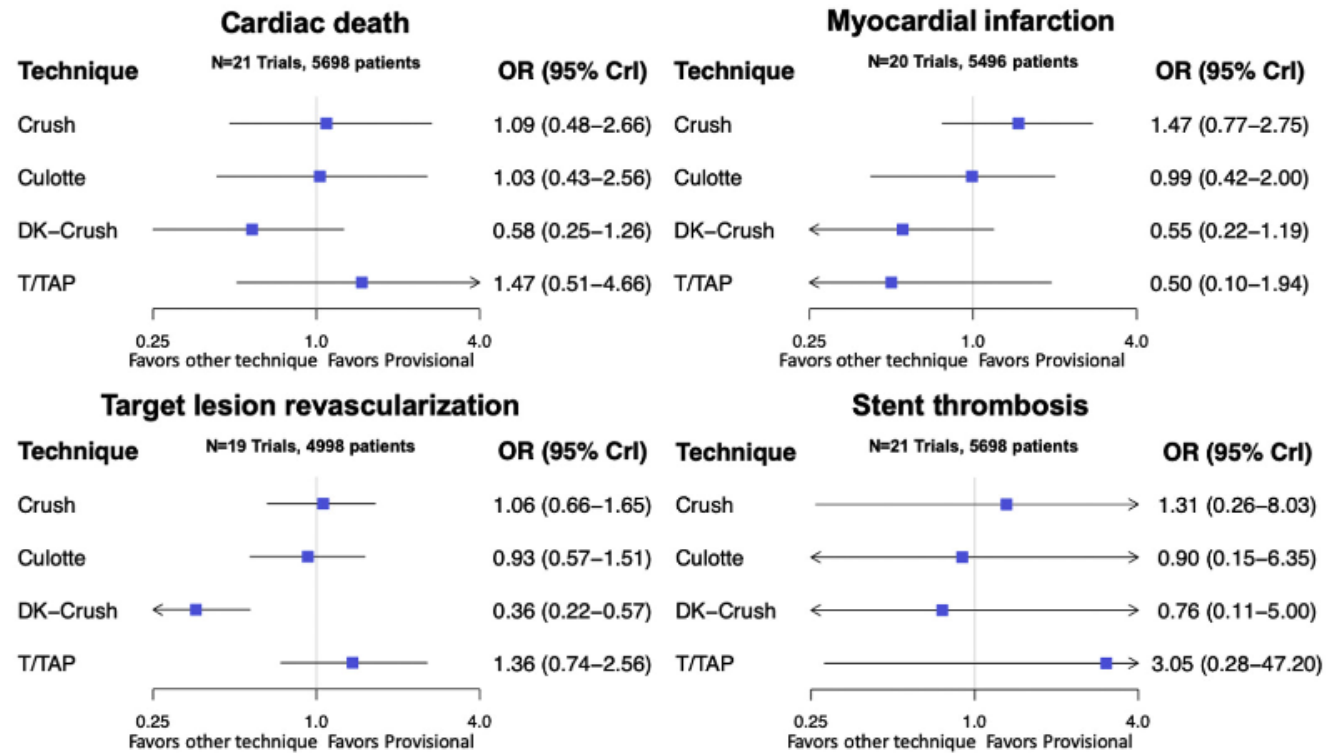 Cardiac death
N=21 Trials, 5698 patients
Technique OR (95% CrI)
Crush 1.09 (0.48–2.66)
Culotte 1.03 (0.43–2.56)
DK–Crush 0.58 (0.25–1.26)
T/TAP 1.47 (0.51–4.66)
0.25 1.0 4.0
Favors other technique Favors Provisional
Myocardial infarction
N=20 Trials, 5496 patients
Technique OR (95% CrI)
Crush 1.47 (0.77–2.75)
Culotte 0.99 (0.42–2.00)
DK–Crush 0.55 (0.22–1.19)
T/TAP 0.50 (0.10–1.94)
0.25 1.0 4.0
Favors other technique Favors Provisional
Target lesion revascularization
N=19 Trials, 4998 patients
Technique OR (95% CrI)
Crush 1.06 (0.66–1.65)
Culotte 0.93 (0.57–1.51)
DK–Crush 0.36 (0.22–0.57)
T/TAP 1.36 (0.74–2.56)
0.25 1.0 4.0
Favors other technique Favors Provisional
Stent thrombosis
N=21 Trials, 5698 patients
Technique OR (95% CrI)
Crush 1.31 (0.26–8.03)
Culotte 0.90 (0.15–6.35)
DK–Crush 0.76 (0.11–5.00)
T/TAP 3.05 (0.28–47.20)
0.25 1.0 4.0
Favors other technique Favors Provisional